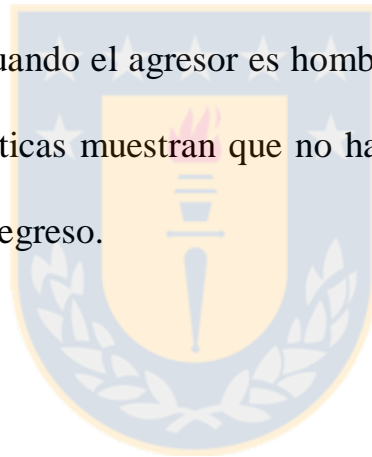 uando el agresor es homb
ticas muestran que no ha
egreso.